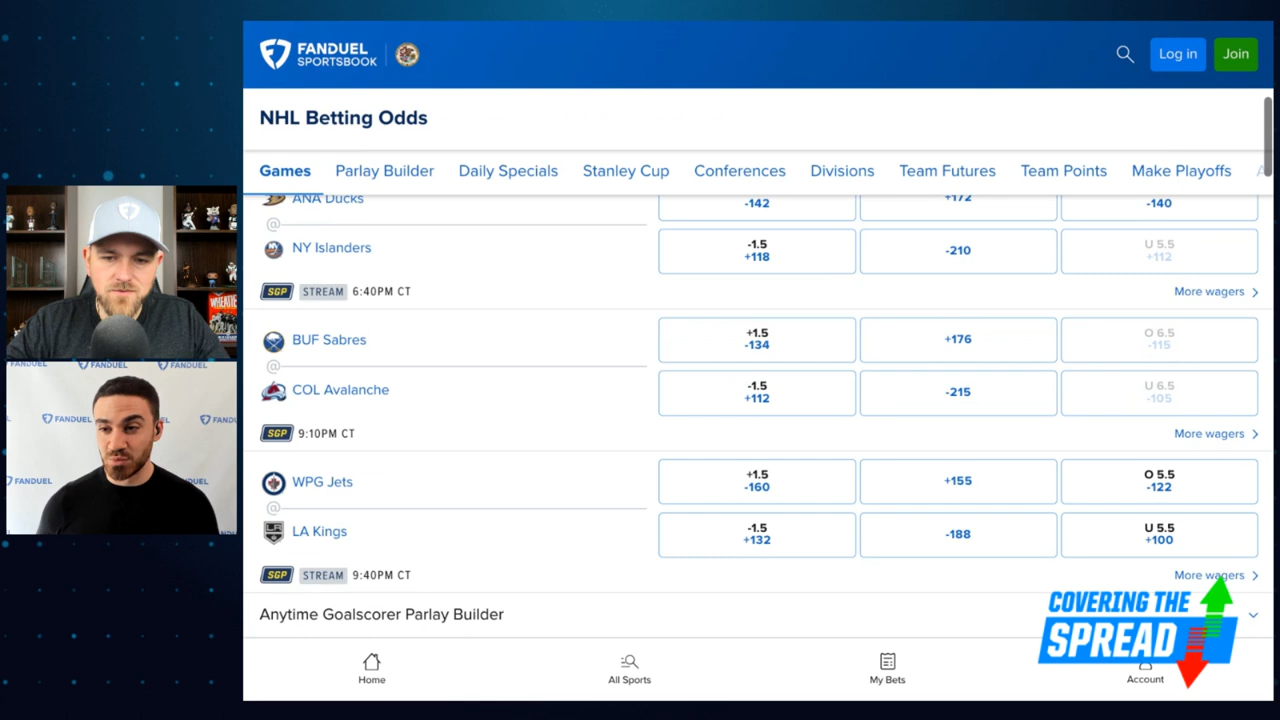 FANDUEL
SPORTSBOOK
Log in
Join
NHL Betting Odds
Games Parlay Builder Daily Specials Stanley Cup Conferences Divisions Team Futures Team Points Make Playoffs
ANA Ducks
-142
+172
-140
@
NY Islanders
-1.5
+118
-210
U 5.5
+112
SGP STREAM 6:40PM CT
More wagers
BUF Sabres
+1.5
-134
+176
O 6.5
-115
@
COL Avalanche
-1.5
+112
-215
U 6.5
-105
SGP 9:10PM CT
More wagers
WPG Jets
+1.5
-160
+155
O 5.5
-122
@
LA Kings
-1.5
+132
-188
U 5.5
+100
SGP STREAM 9:40PM CT
More wagers
Anytime Goalscorer Parlay Builder
Home
All Sports
My Bets
Account
COVERING THE
SPREAD
WHEATIES
FANDUEL FANDUEL FANDUEL
FANDUEL
FANDUEL
FANDUEL